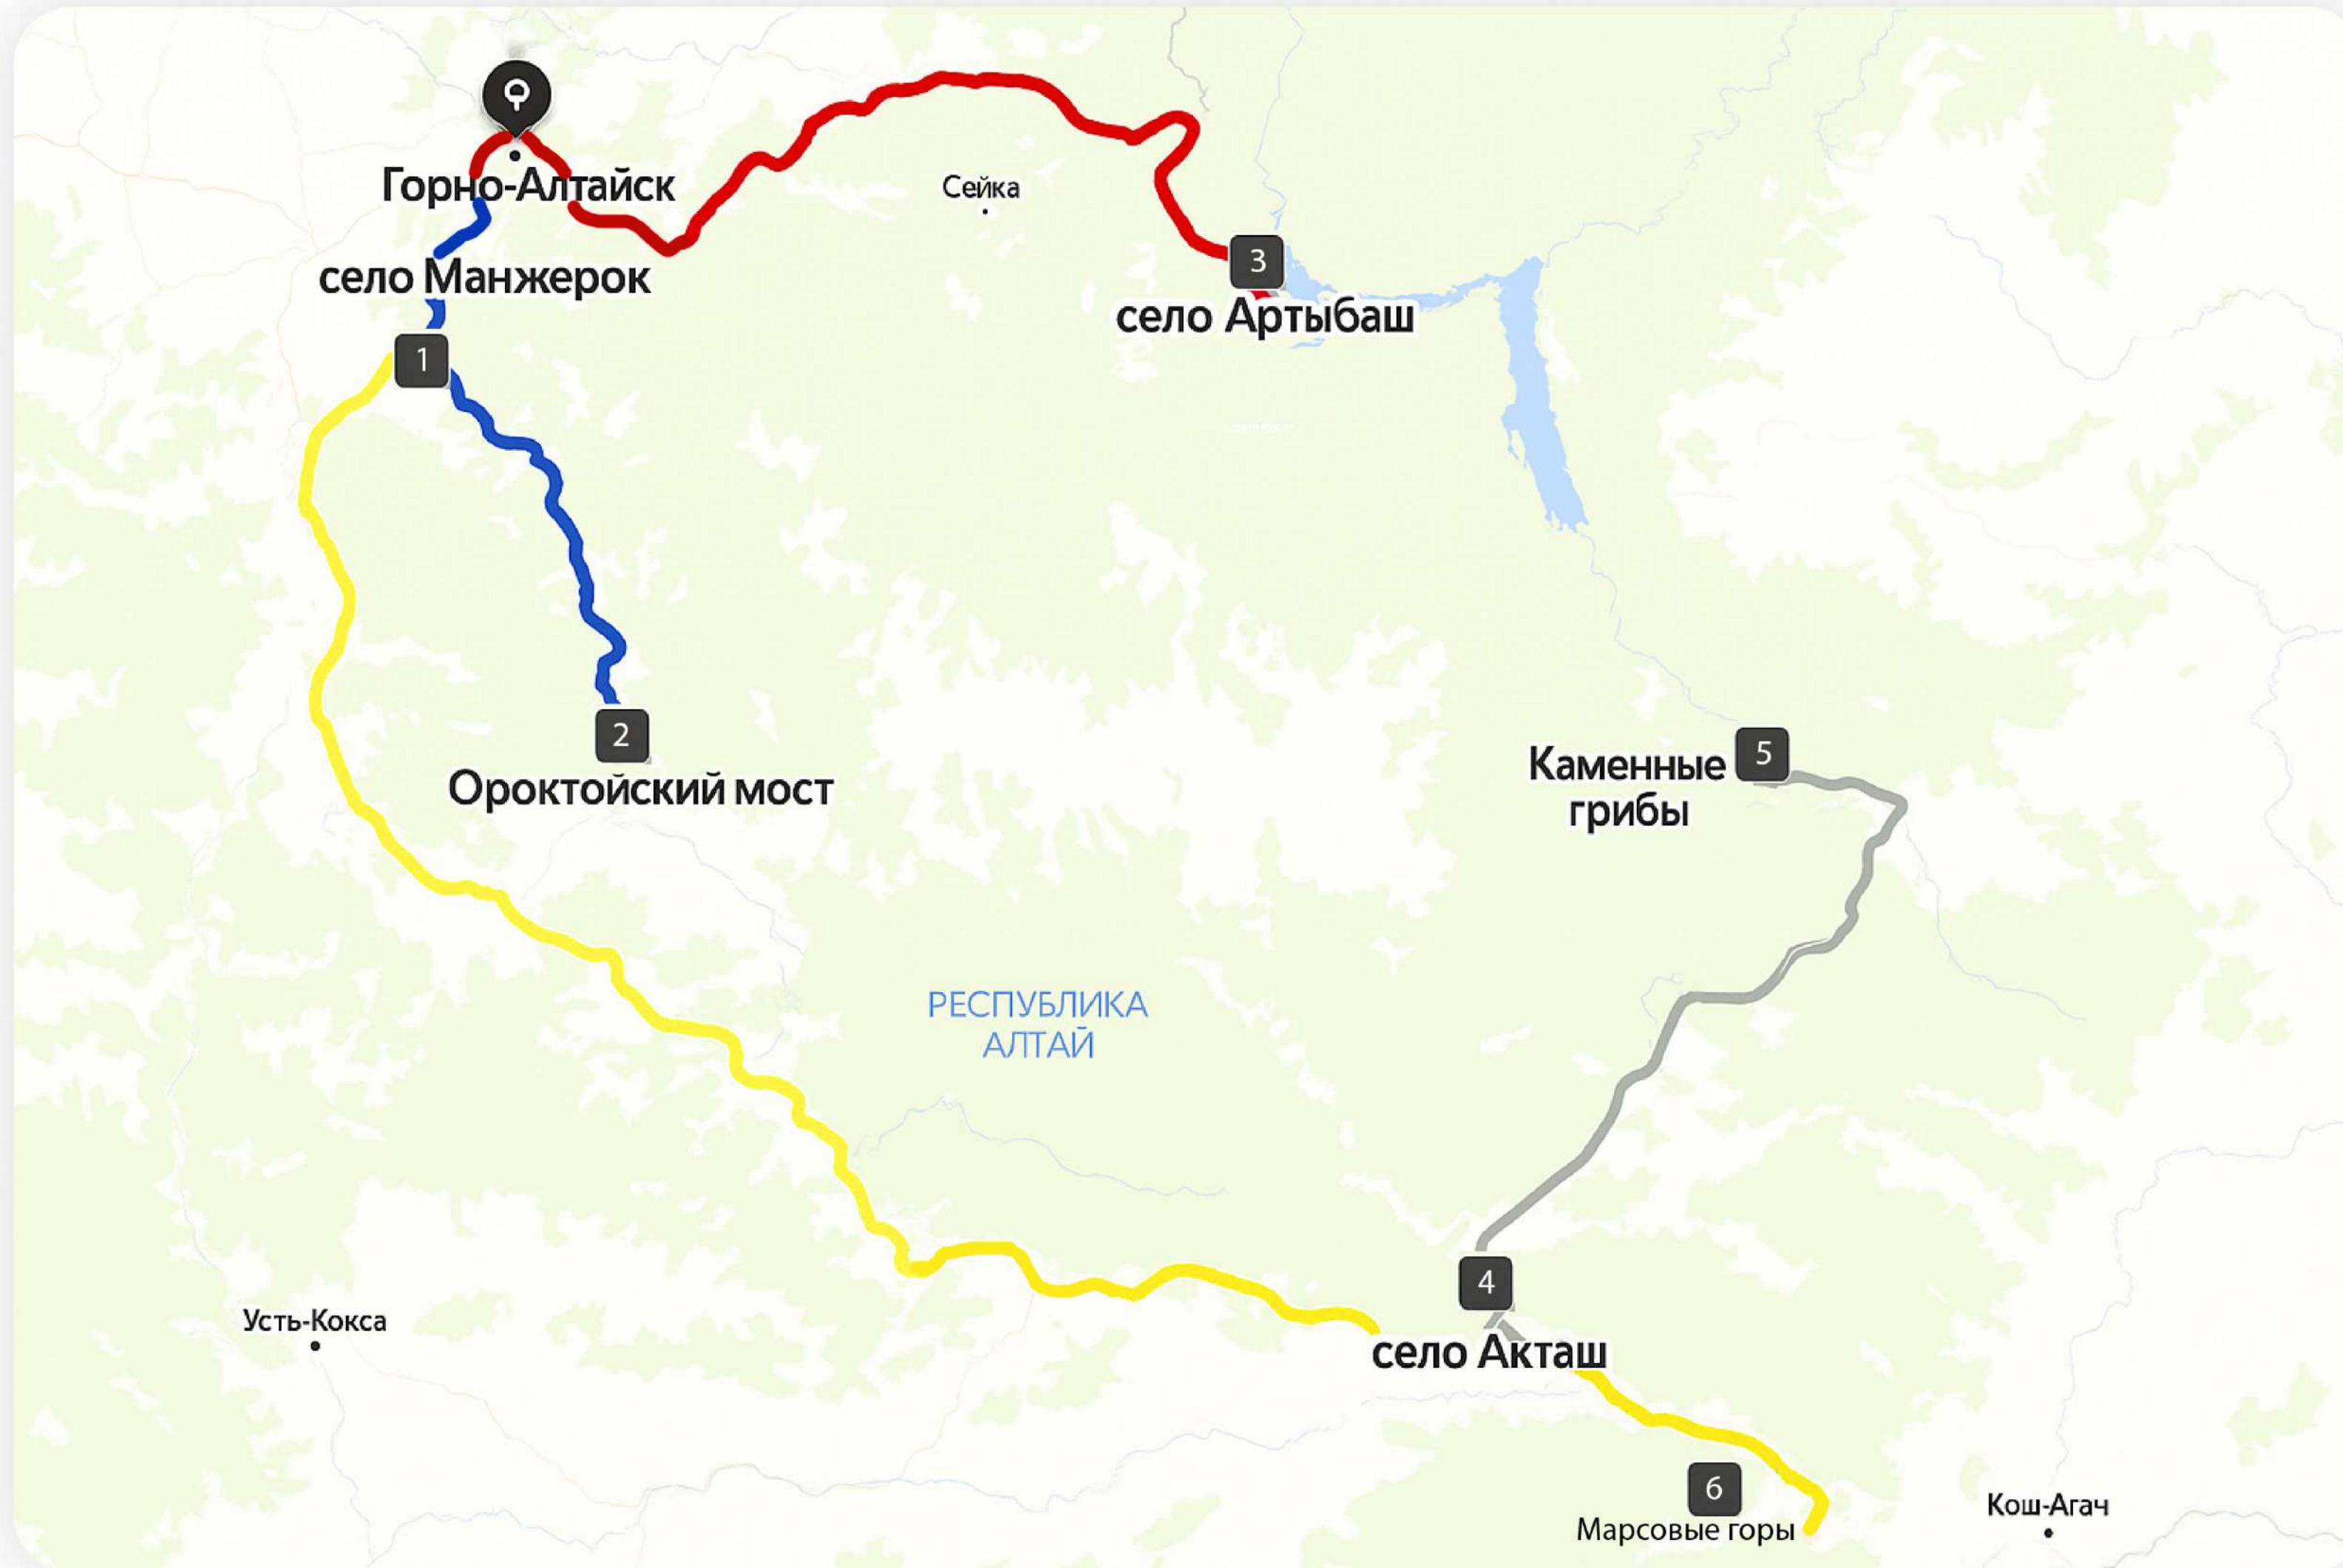 Горно-Алтайск
Сейка
село Манжерок
3
село Артыбаш
1
2
Ороктойский мост
Каменные
грибы
5
РЕСПУБЛИКА
АЛТАЙ
4
село Акташ
Усть-Кокса
6
Марсовые горы
Кош-Агач